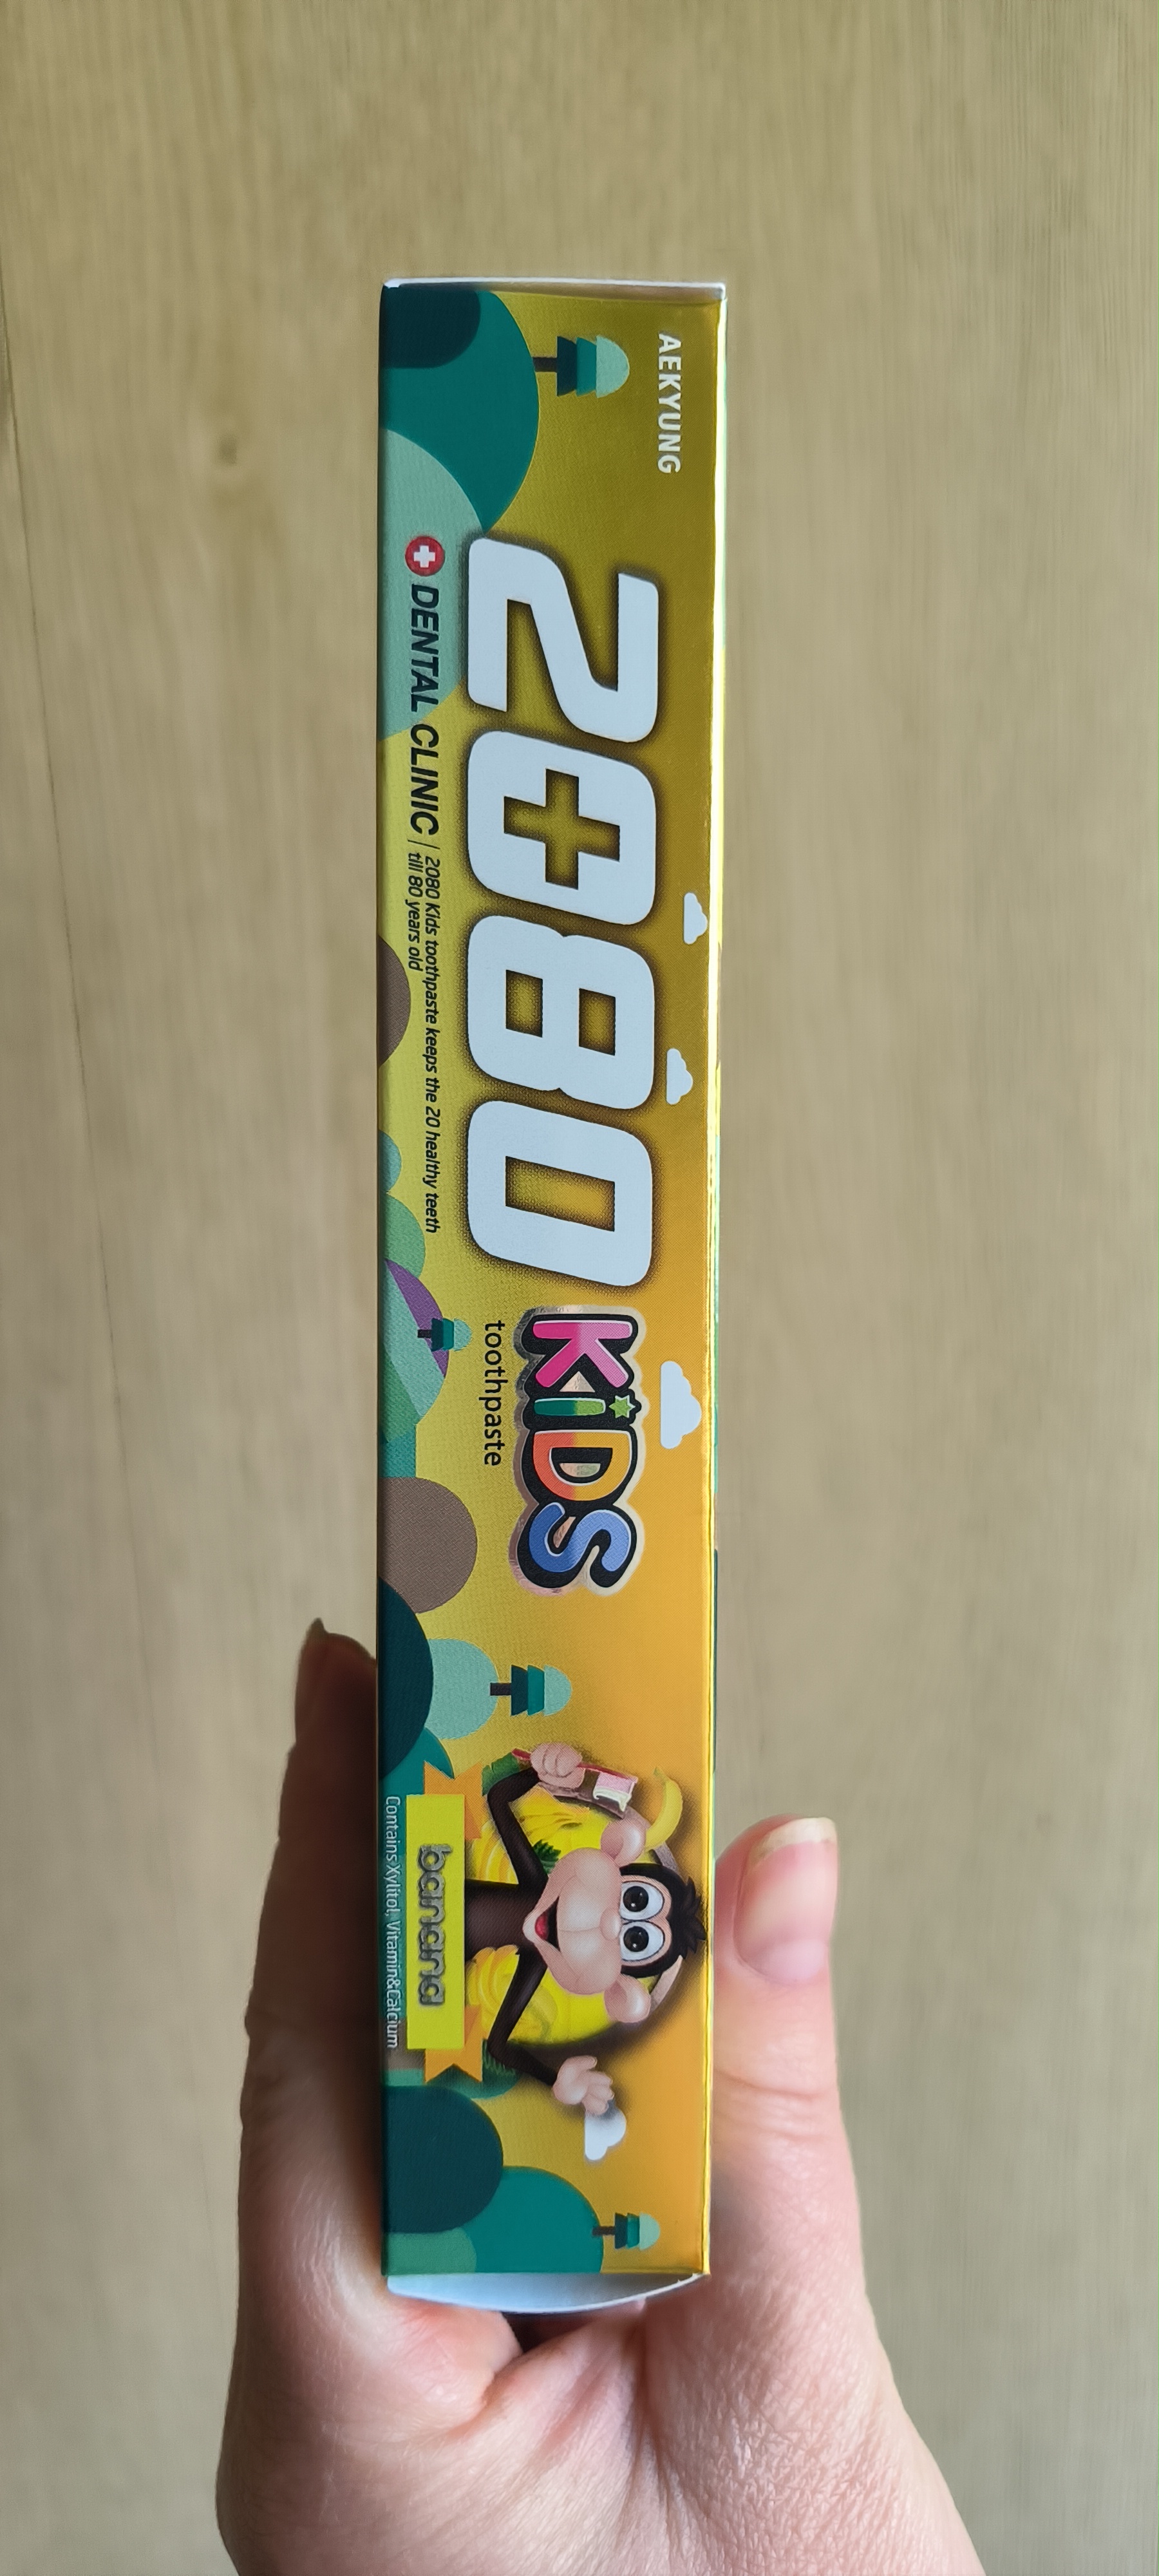 AEKYUNG
2080
KiDS
toothpaste
DENTAL CLINIC
2080 Kids toothpaste keeps the 20 healthy teeth
till 80 years old
banana
Contains Xylitol, Vitamin&Calcium